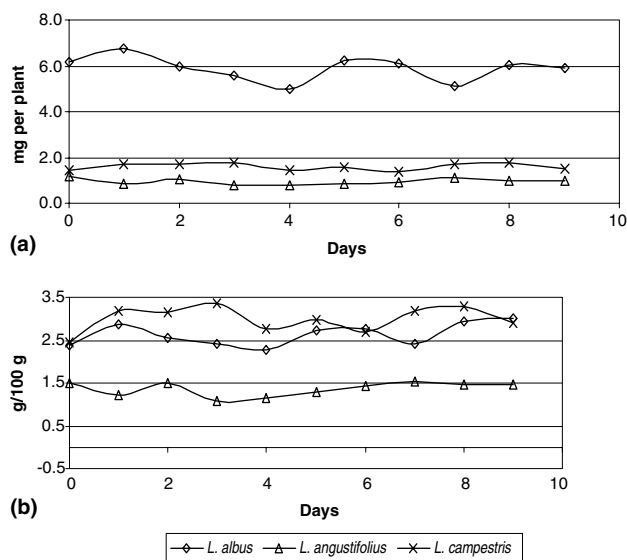 8.0
6.0
4.0
2.0
0.0
mg per plant
0 2 4 6 8 10
(a)
Days
3.5
2.5
1.5
0.5
-0.5
g/100 g
0 2 4 6 8 10
(b)
Days
L. albus L. angustifolius L. campestris